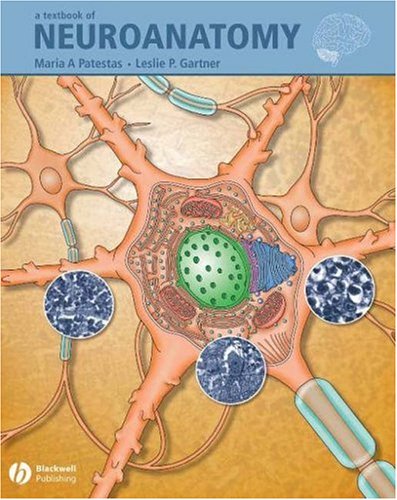 a textbook of
NEUROANATOMY
Maria A Patestas • Leslie P. Gartner
Blackwell
Publishing